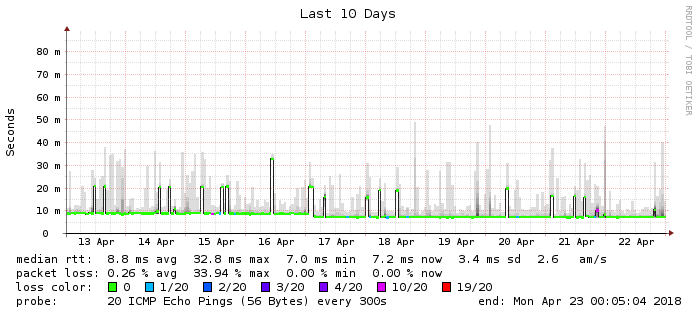 Last 10 Days
RRDTOOL / TOBI OETIKER
Seconds
80 m
70 m
60 m
50 m
40 m
30 m
20 m
10 m
0
13 Apr 14 Apr 15 Apr 16 Apr 17 Apr 18 Apr 19 Apr 20 Apr 21 Apr 22 Apr
median rtt: 8.8 ms avg 32.8 ms max 7.0 ms min 7.2 ms now 3.4 ms sd 2.6 am/s
packet loss: 0.26 % avg 33.94 % max 0.00 % min 0.00 % now
loss color: 0 1/20 2/20 3/20 4/20 10/20 19/20
probe: 20 ICMP Echo Pings (56 Bytes) every 300s end: Mon Apr 23 00:05:04 2018